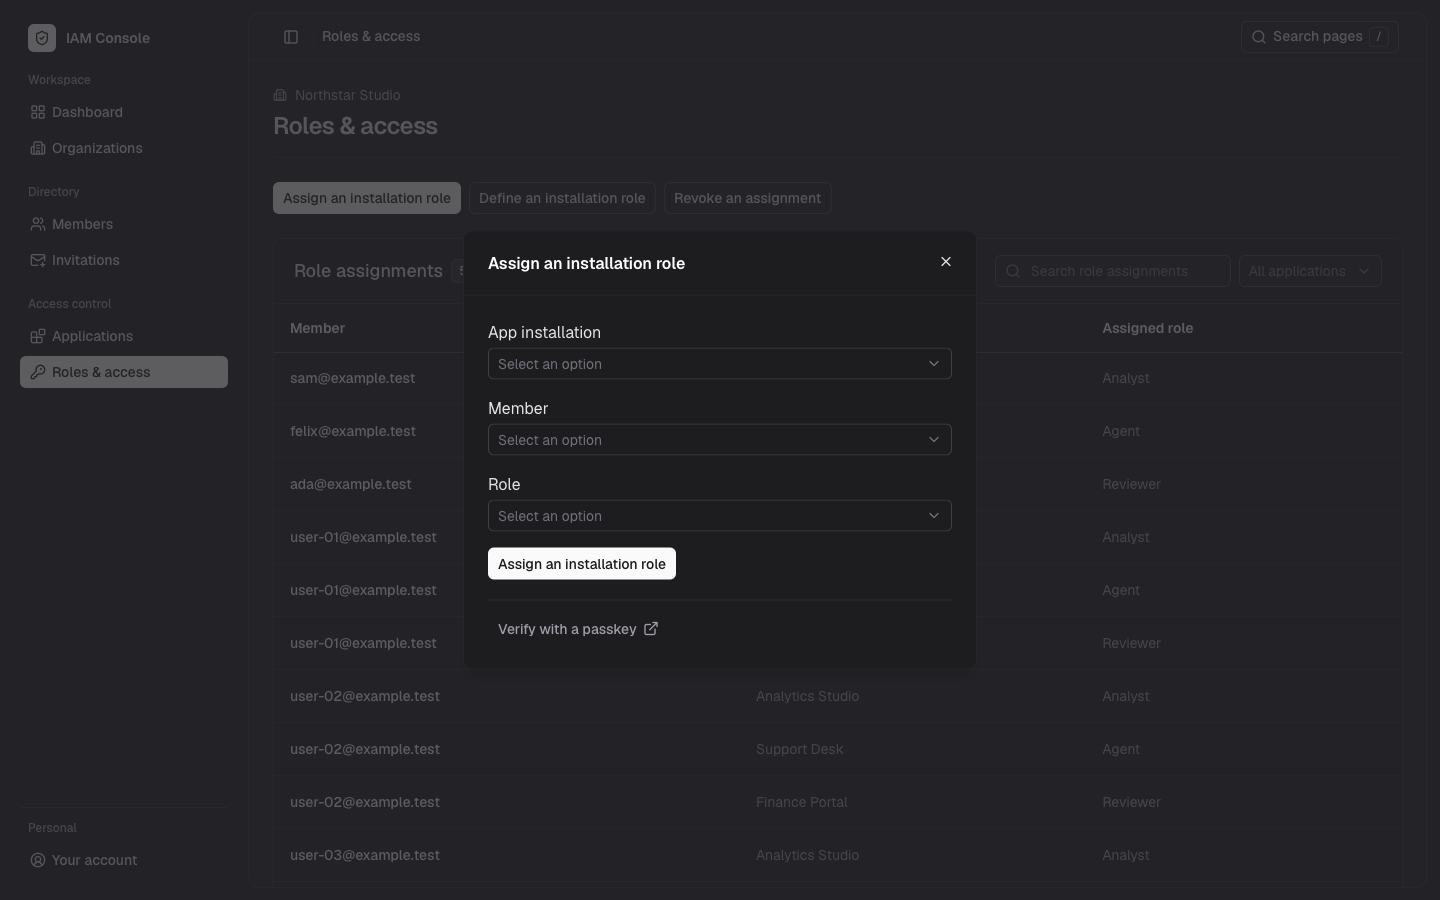 IAM Console
Workspace
Dashboard
Organizations
Directory
Members
Invitations
Access control
Applications
Roles & access
Personal
Your account
Roles & access
Search pages /
Northstar Studio
Roles & access
Assign an installation role
Define an installation role
Revoke an assignment
Role assignments
Search role assignments
All applications
Member
Assigned role
sam@example.test
Analyst
felix@example.test
Agent
ada@example.test
Reviewer
user-01@example.test
Analyst
user-01@example.test
Agent
user-01@example.test
Reviewer
user-02@example.test
Analytics Studio
Analyst
user-02@example.test
Support Desk
Agent
user-02@example.test
Finance Portal
Reviewer
user-03@example.test
Analytics Studio
Analyst
Assign an installation role
App installation
Select an option
Member
Select an option
Role
Select an option
Assign an installation role
Verify with a passkey